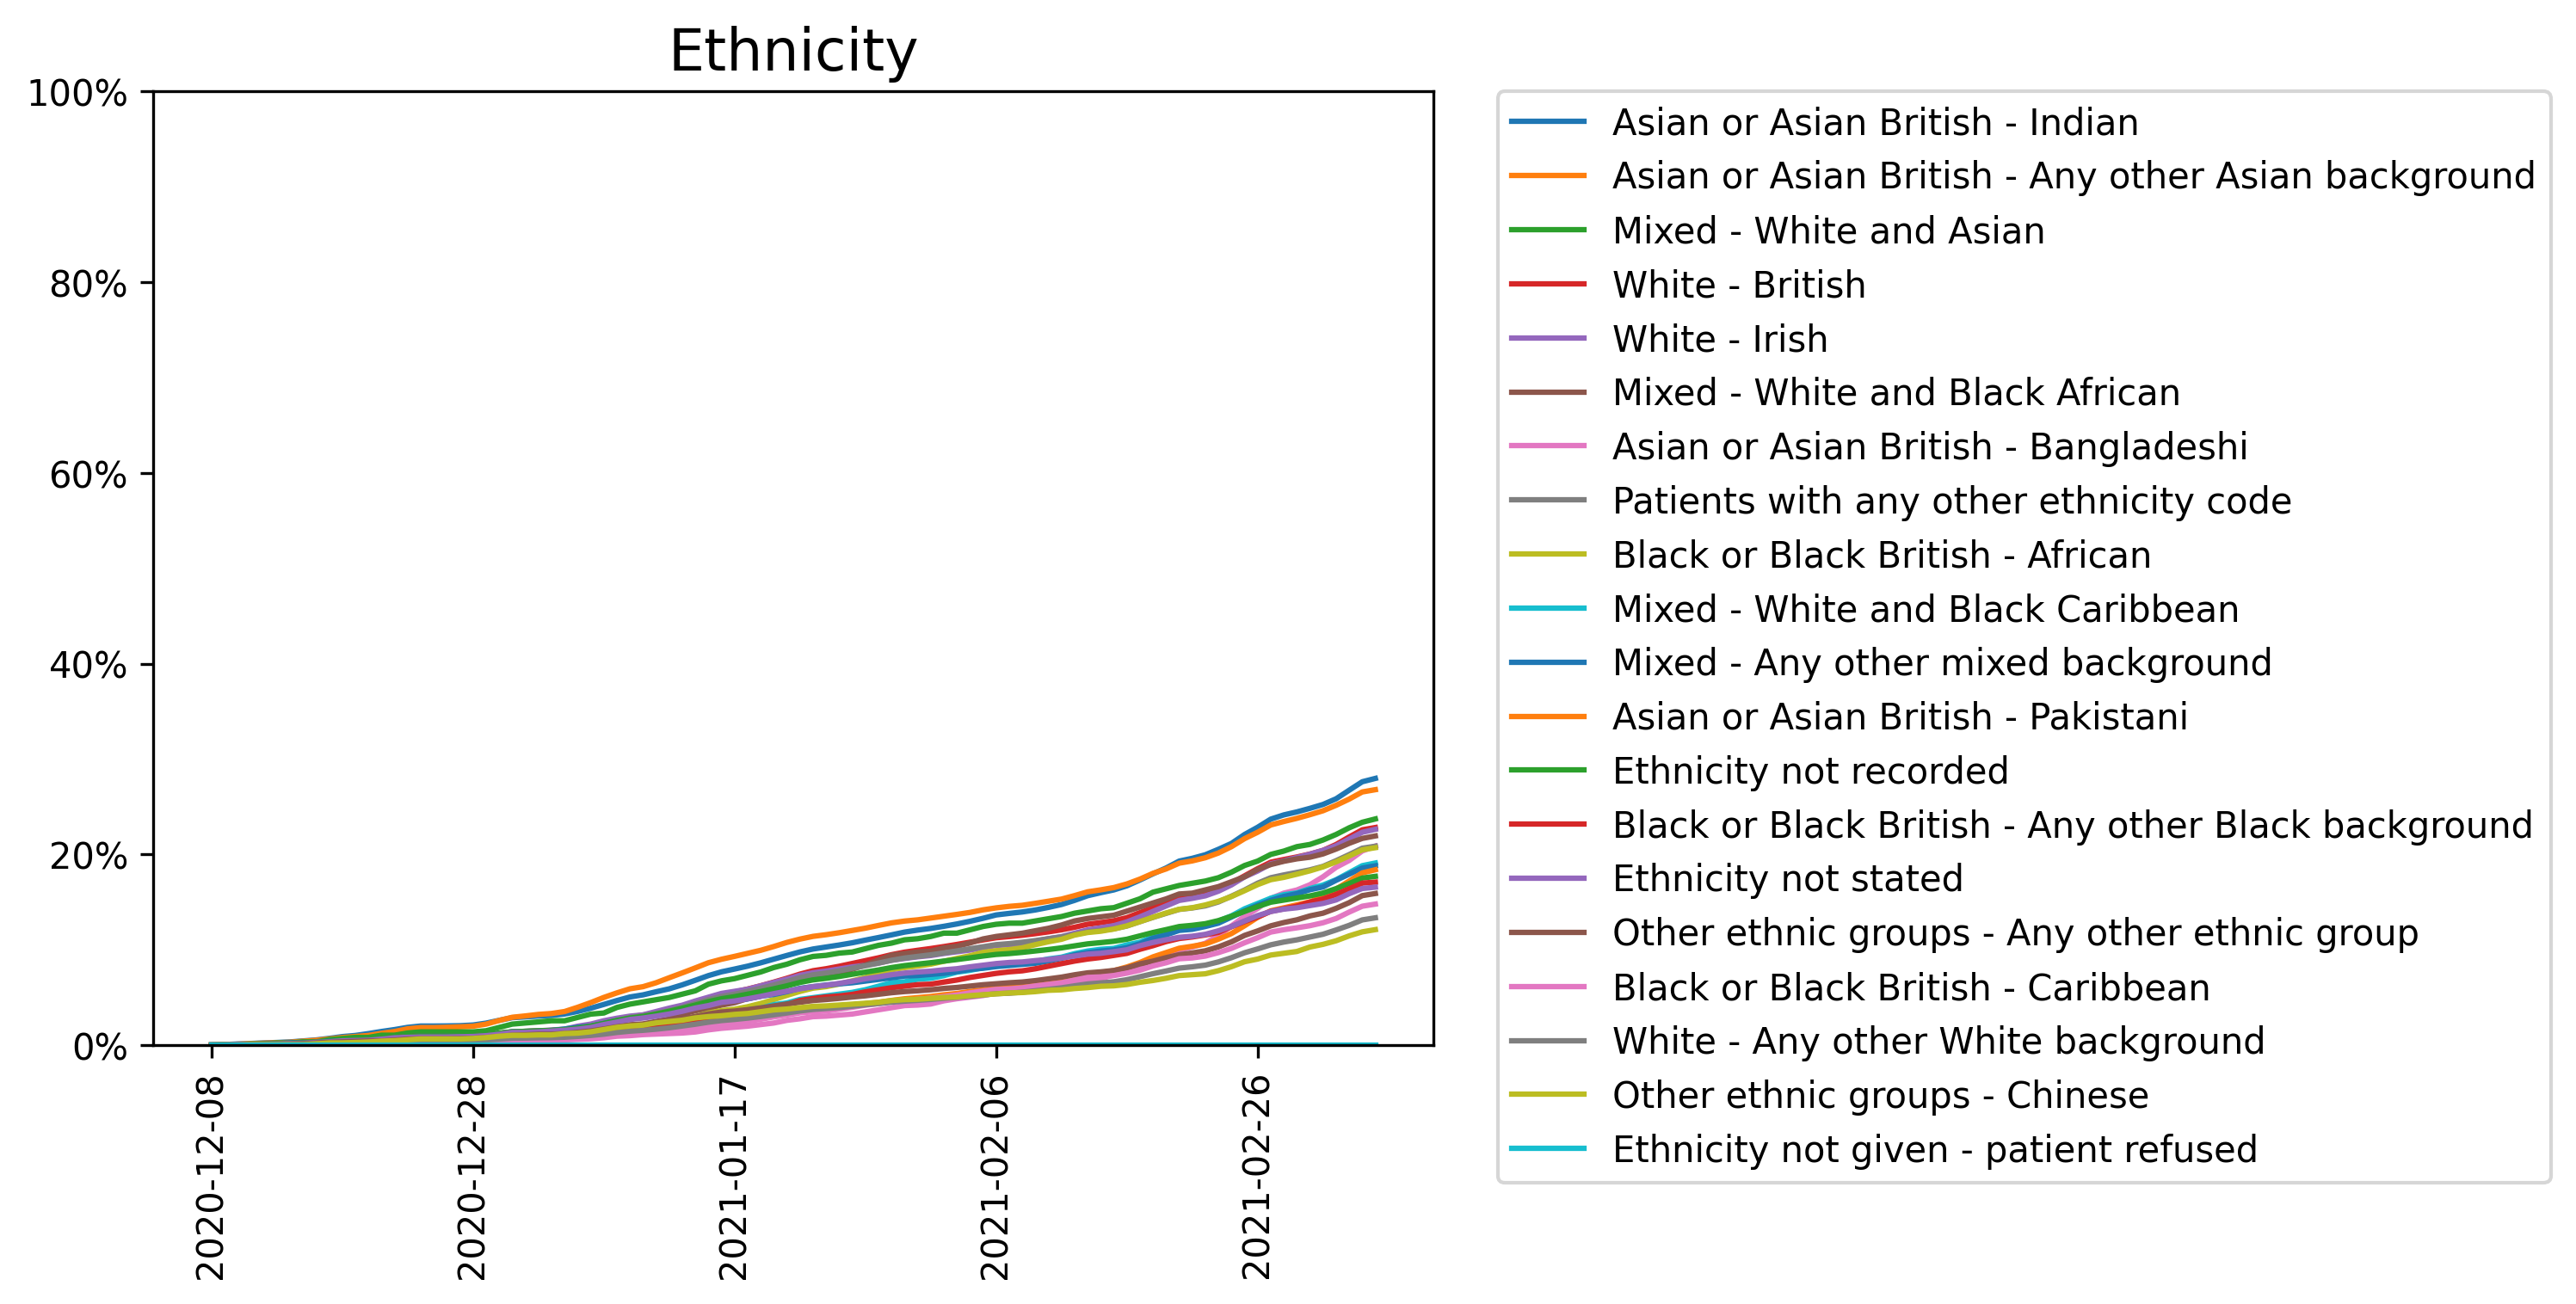 Ethnicity
100%
80%
60%
40%
20%
0%
2020-12-08
2020-12-28
2021-01-17
2021-02-06
2021-02-26
Asian or Asian British - Indian
Asian or Asian British - Any other Asian background
Mixed - White and Asian
White - British
White - Irish
Mixed - White and Black African
Asian or Asian British - Bangladeshi
Patients with any other ethnicity code
Black or Black British - African
Mixed - White and Black Caribbean
Mixed - Any other mixed background
Asian or Asian British - Pakistani
Ethnicity not recorded
Black or Black British - Any other Black background
Ethnicity not stated
Other ethnic groups - Any other ethnic group
Black or Black British - Caribbean
White - Any other White background
Other ethnic groups - Chinese
Ethnicity not given - patient refused